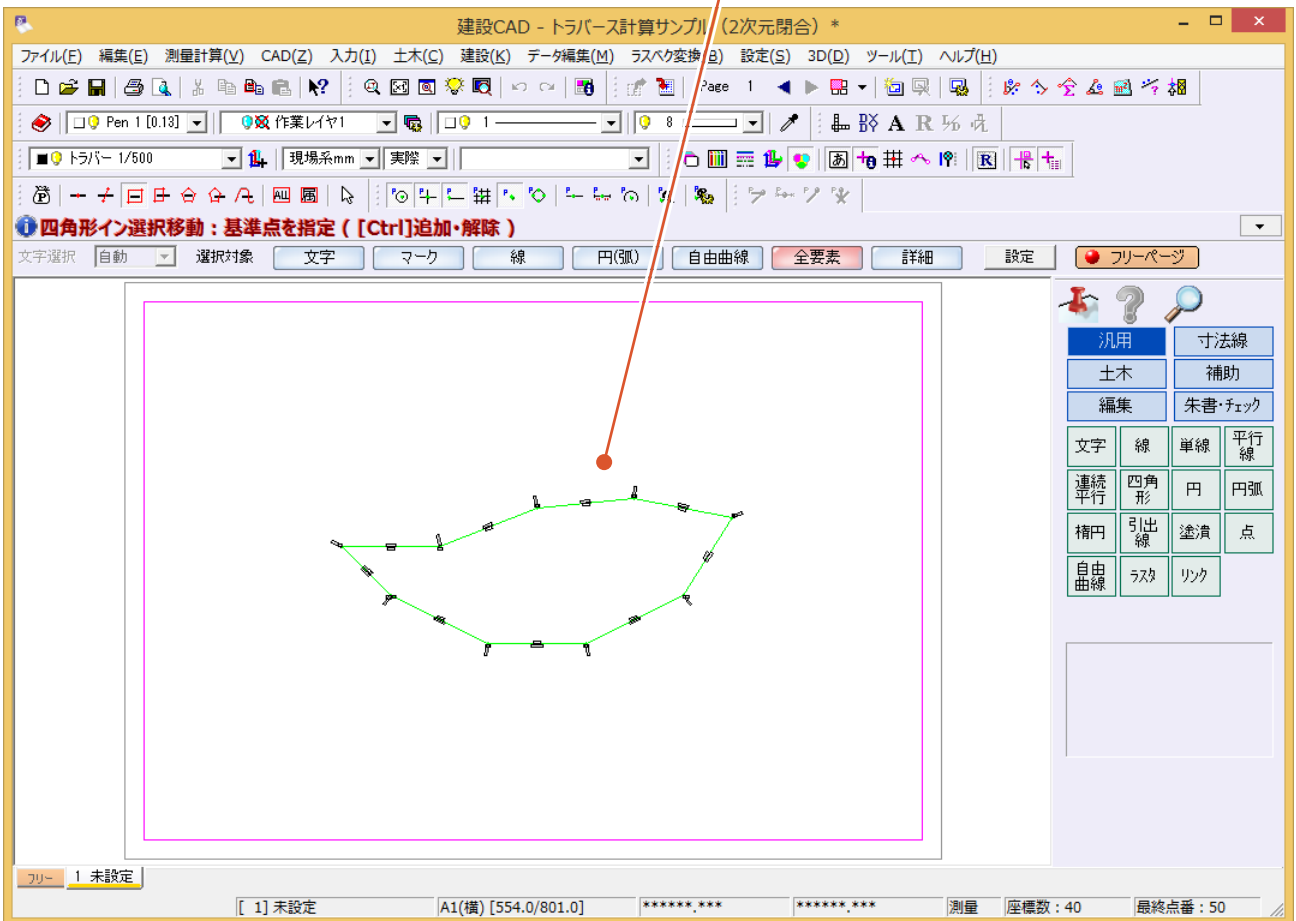 建設CAD - トラバース計算サンプル（2次元閉合） *
ファイル(F) 編集(E) 測量計算(V) CAD(Z) 入力(I) 土木(C) 建設(K) データ編集(M) ラスベク変換(B) 設定(S) 3D(D) ツール(T) ヘルプ(H)
Page 1
Pen 1 [0.13] 作業レイヤ1 1 8 A R
トラバー 1/500 現場系mm 実際 あ R
四角形イン選択移動：基準点を指定 ( [Ctrl]追加・解除 )
文字選択 自動 選択対象 文字 マーク 線 円(弧) 自由曲線 全要素 詳細 設定 フリーページ
汎用 寸法線
土木 補助
編集 朱書・チェック
文字 線 単線 平行線
連続平行 四角形 円 円弧
楕円 引出線 塗潰 点
自由曲線 ラスタ リンク
フリー 1 未設定
[ 1] 未設定 A1(横) [554.0/801.0] ******.*** ******.*** 測量 座標数：40 最終点番：50